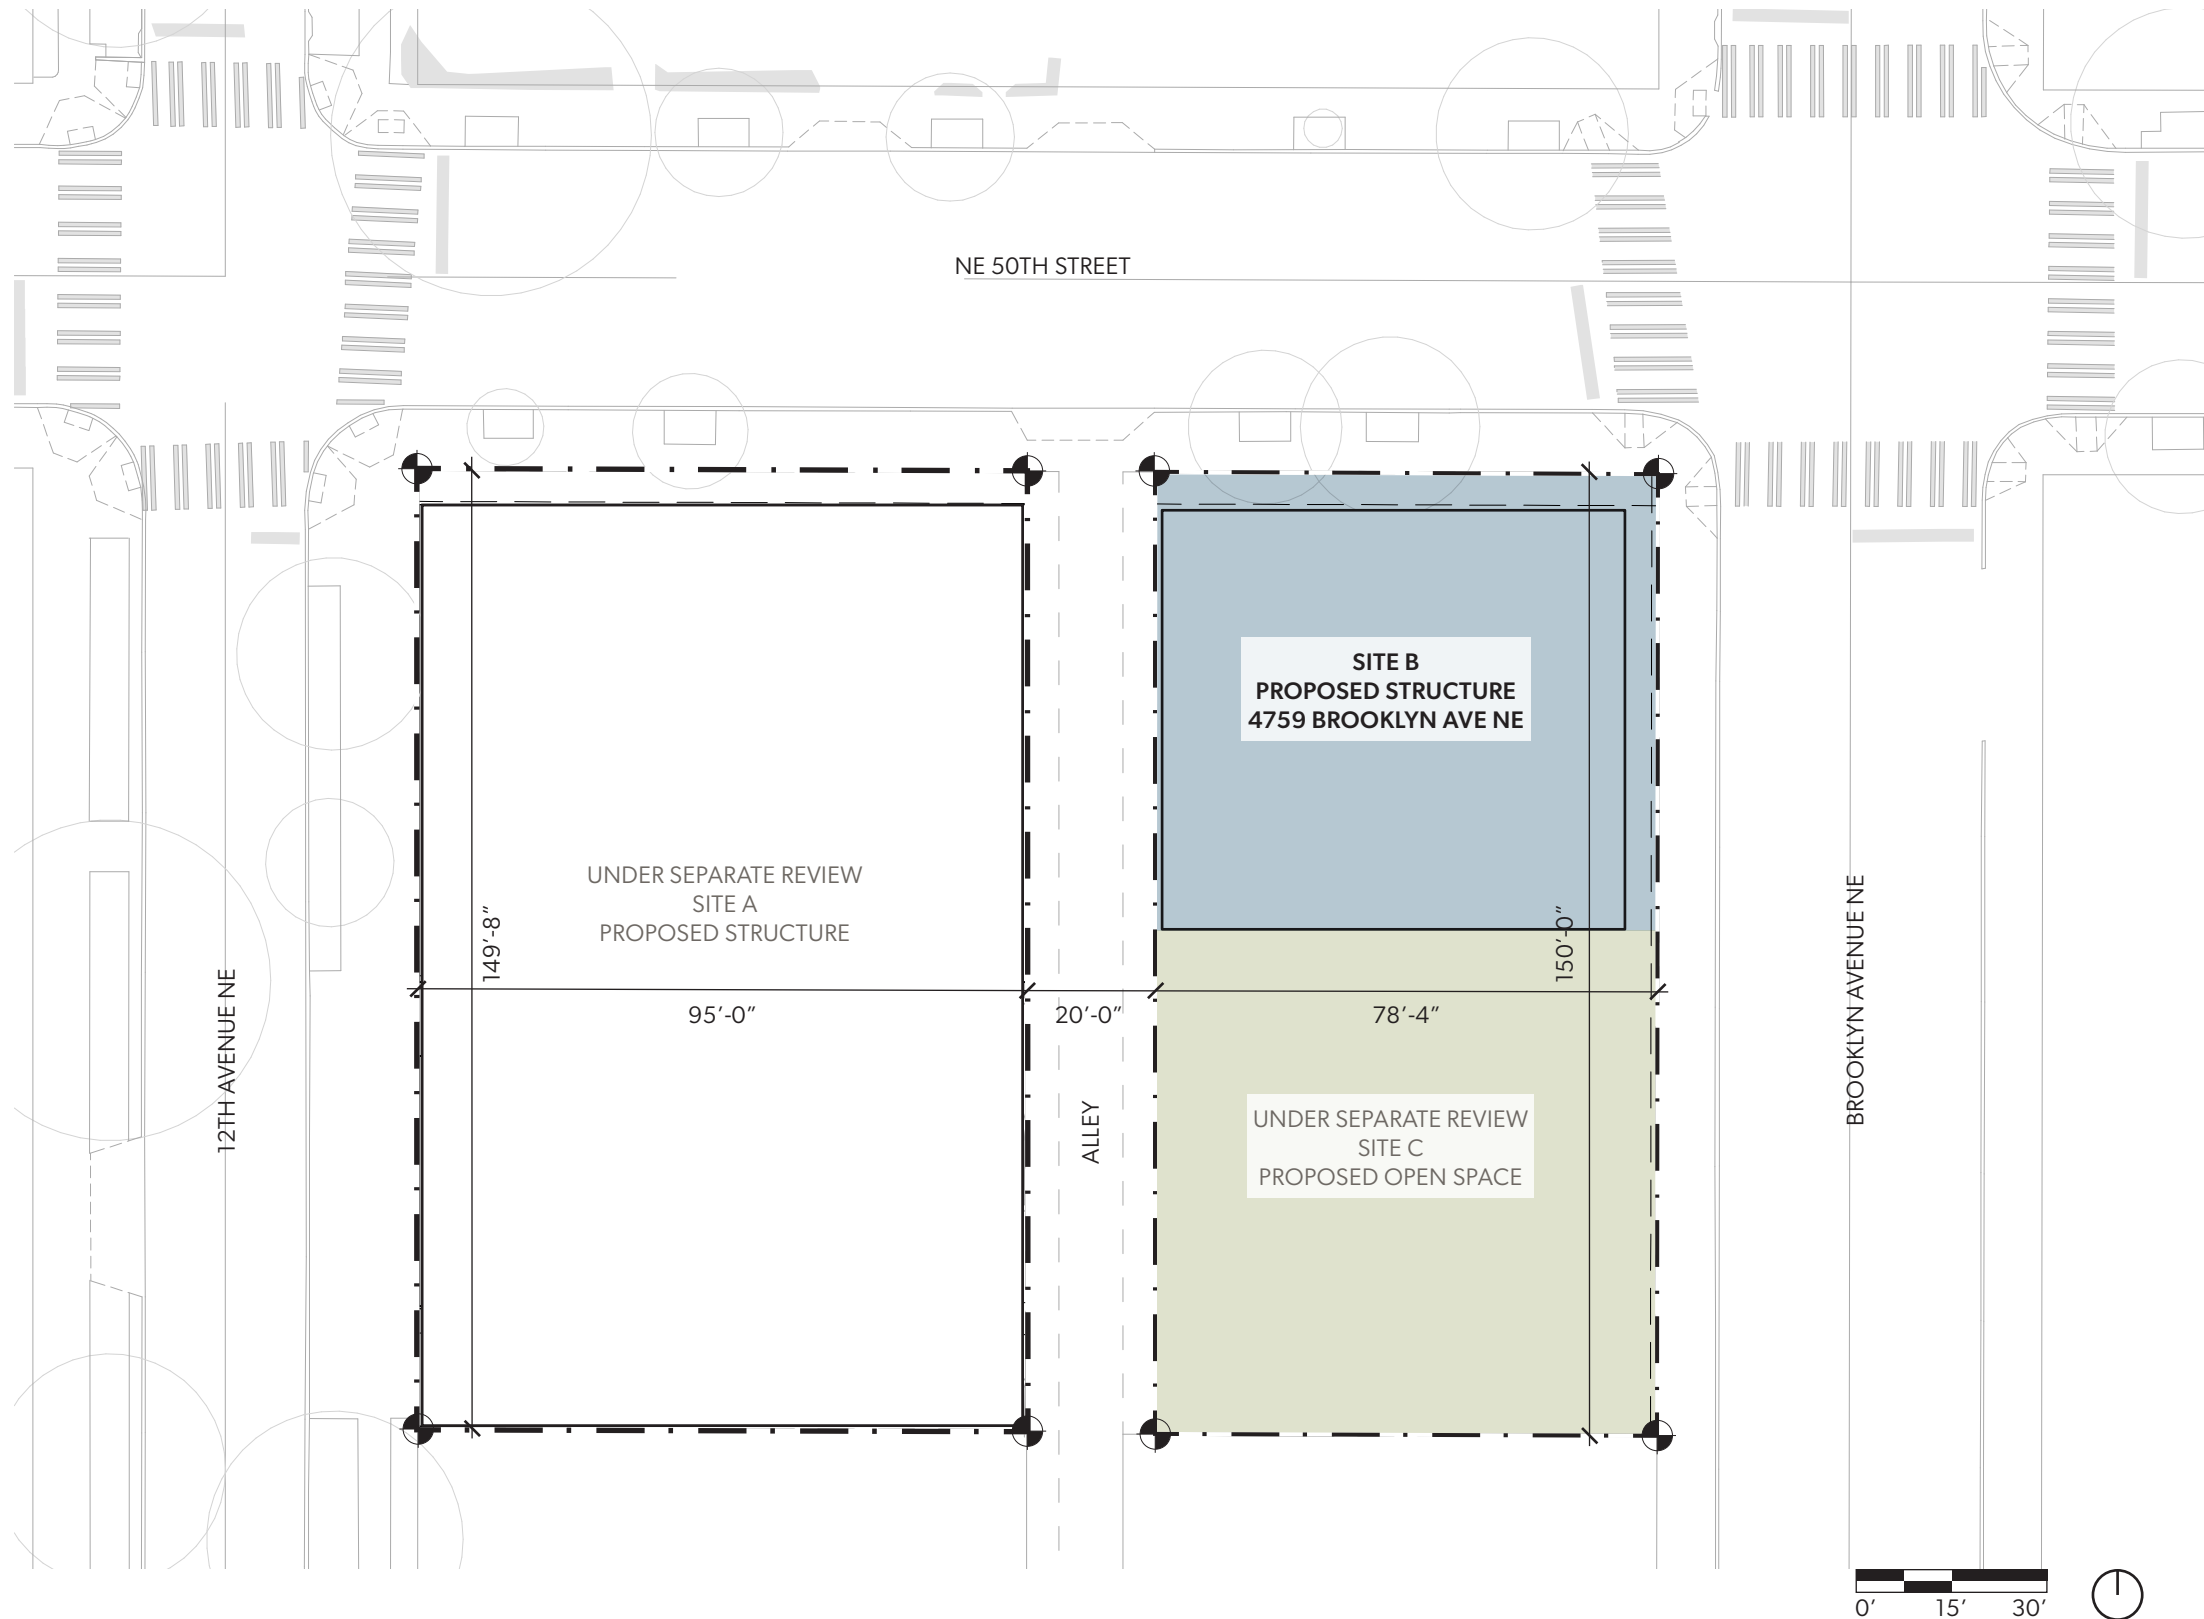 NE 50TH STREET
SITE B
PROPOSED STRUCTURE
4759 BROOKLYN AVE NE
UNDER SEPARATE REVIEW
SITE A
PROPOSED STRUCTURE
149'-8”
150'-0”
95'-0”
20'-0”
78'-4”
12TH AVENUE NE
ALLEY
BROOKLYN AVENUE NE
UNDER SEPARATE REVIEW
SITE C
PROPOSED OPEN SPACE
0' 15' 30'